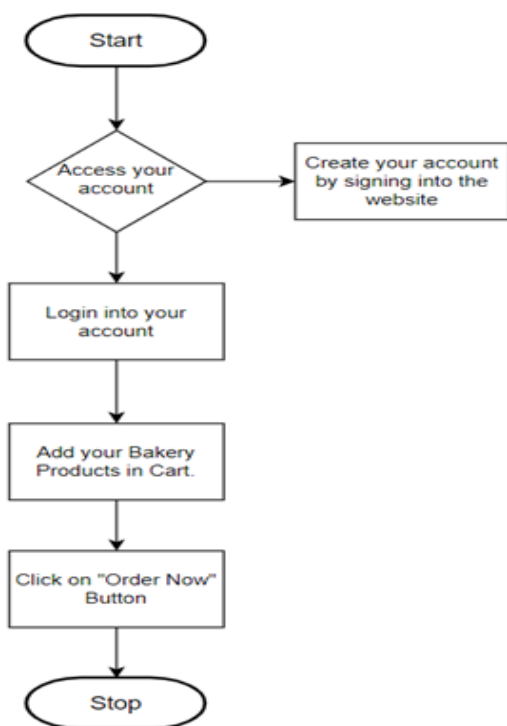 Start
Access your
account
Create your account
by signing into the
website
Login into your
account
Add your Bakery
Products in Cart.
Click on "Order Now"
Button
Stop